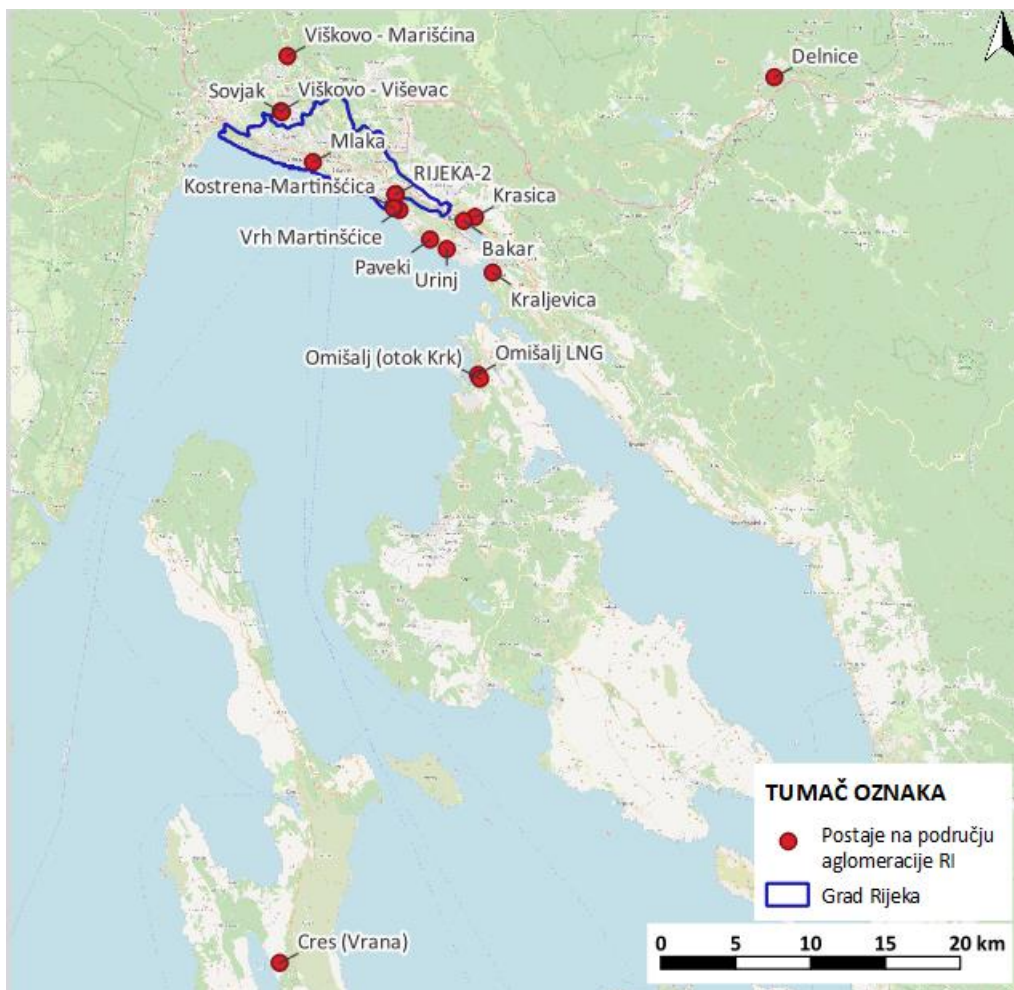 Viškovo - Marišćina
Delnice
Sovjak
Viškovo - Viševac
Mlaka
Kostrena-Martinšćica
RIJEKA-2
Krasica
Vrh Martinšćice
Bakar
Paveki
Urinj
Kraljevica
Omišalj (otok Krk)
Omišalj LNG
TUMAČ OZNAKA
Postaje na području
aglomeracije RI
Grad Rijeka
0 5 10 15 20 km
Cres (Vrana)